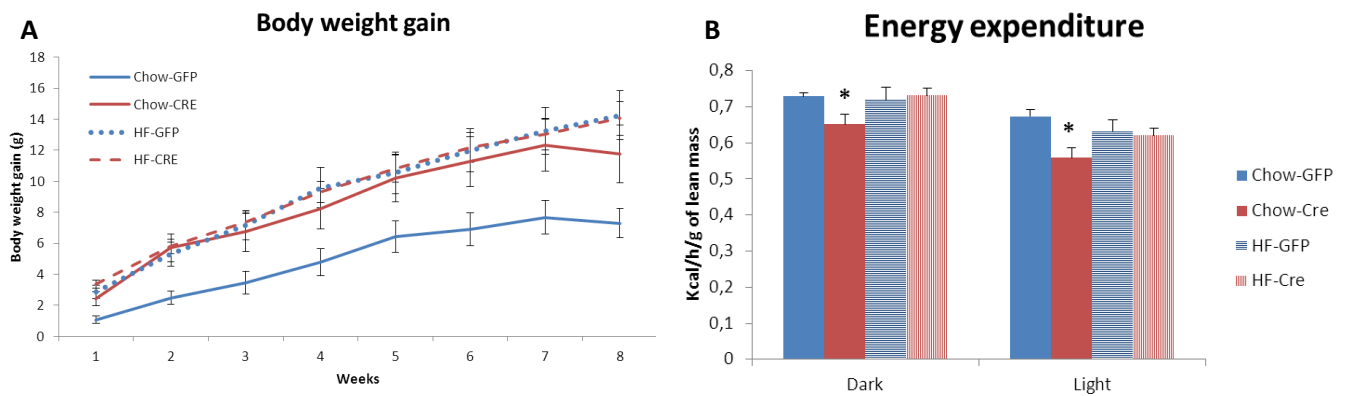 A
Body weight gain
18
16
14
12
10
8
6
4
2
0
Body weight gain (g)
Chow-GFP
Chow-CRE
HF-GFP
HF-CRE
1 2 3 4 5 6 7 8
Weeks
B
Energy expenditure
0,8
0,7
0,6
0,5
0,4
0,3
0,2
0,1
0
Kcal/h/g of lean mass
*
*
Dark Light
Chow-GFP
Chow-Cre
HF-GFP
HF-Cre